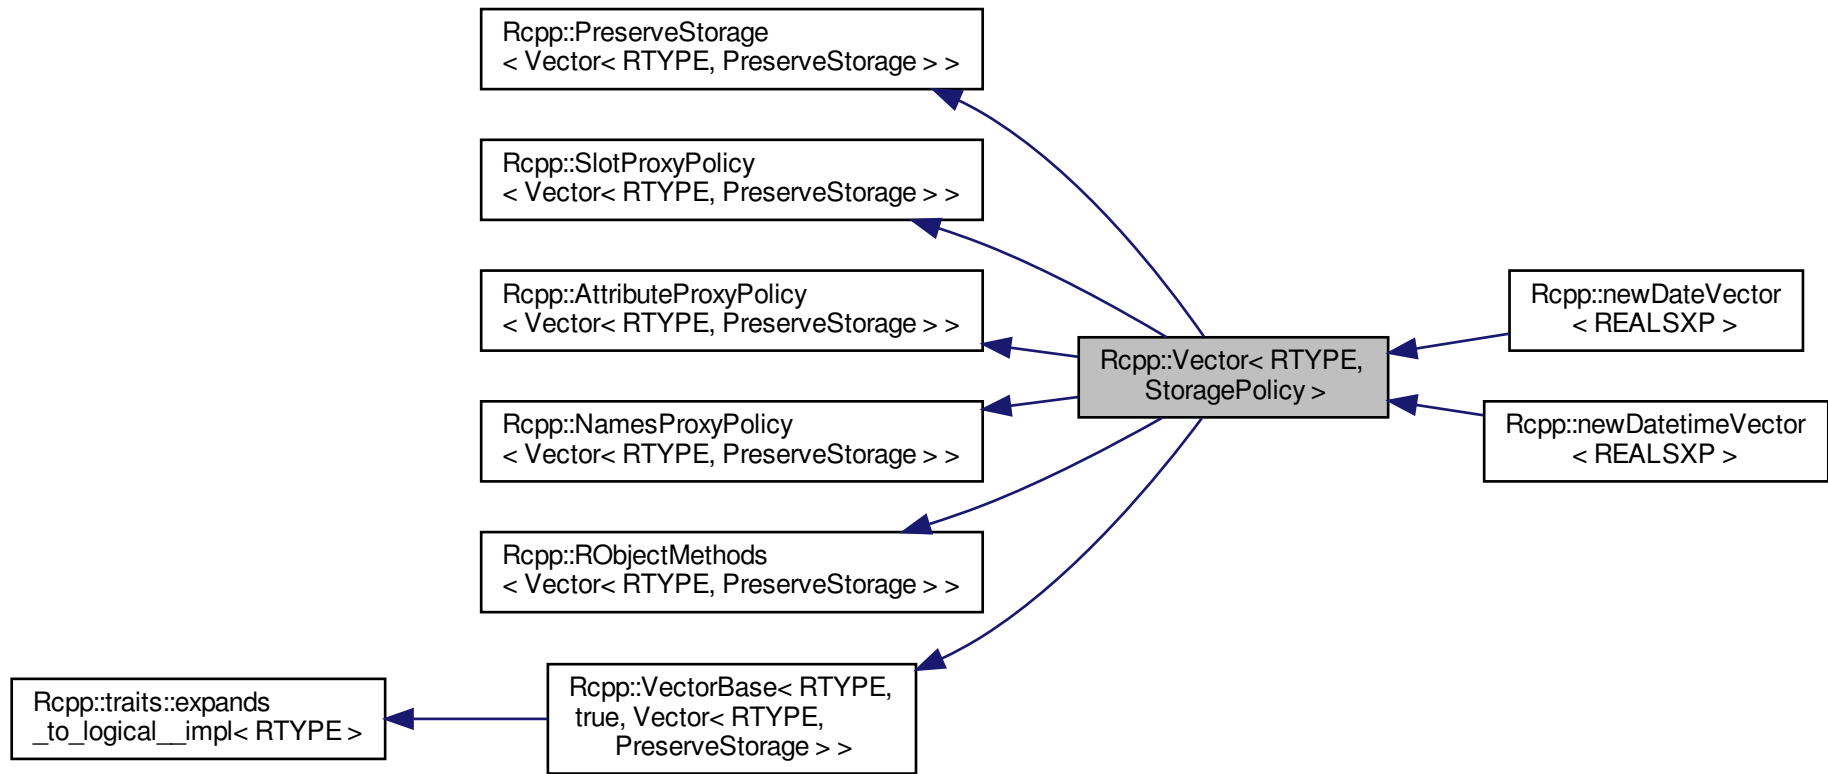 Rcpp::PreserveStorage
< Vector< RTYPE, PreserveStorage > >
Rcpp::SlotProxyPolicy
< Vector< RTYPE, PreserveStorage > >
Rcpp::AttributeProxyPolicy
< Vector< RTYPE, PreserveStorage > >
Rcpp::NamesProxyPolicy
< Vector< RTYPE, PreserveStorage > >
Rcpp::RObjectMethods
< Vector< RTYPE, PreserveStorage > >
Rcpp::traits::expands
_to_logical__impl< RTYPE >
Rcpp::VectorBase< RTYPE,
true, Vector< RTYPE,
PreserveStorage > >
Rcpp::Vector< RTYPE,
StoragePolicy >
Rcpp::newDateVector
< REALSXP >
Rcpp::newDatetimeVector
< REALSXP >